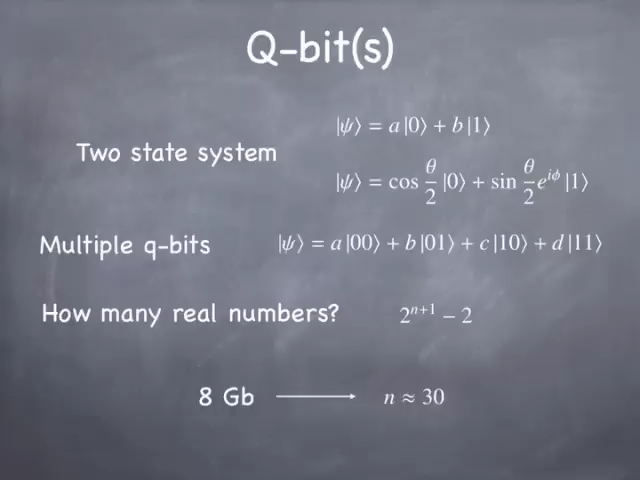 Q-bit(s)
Two state system
|ψ⟩ = a|0⟩ + b|1⟩
|ψ⟩ = cos θ/2 |0⟩ + sin θ/2 e^{iϕ} |1⟩
Multiple q-bits |ψ⟩ = a|00⟩ + b|01⟩ + c|10⟩ + d|11⟩
How many real numbers? 2^{n+1} − 2
8 Gb ⟶ n ≈ 30